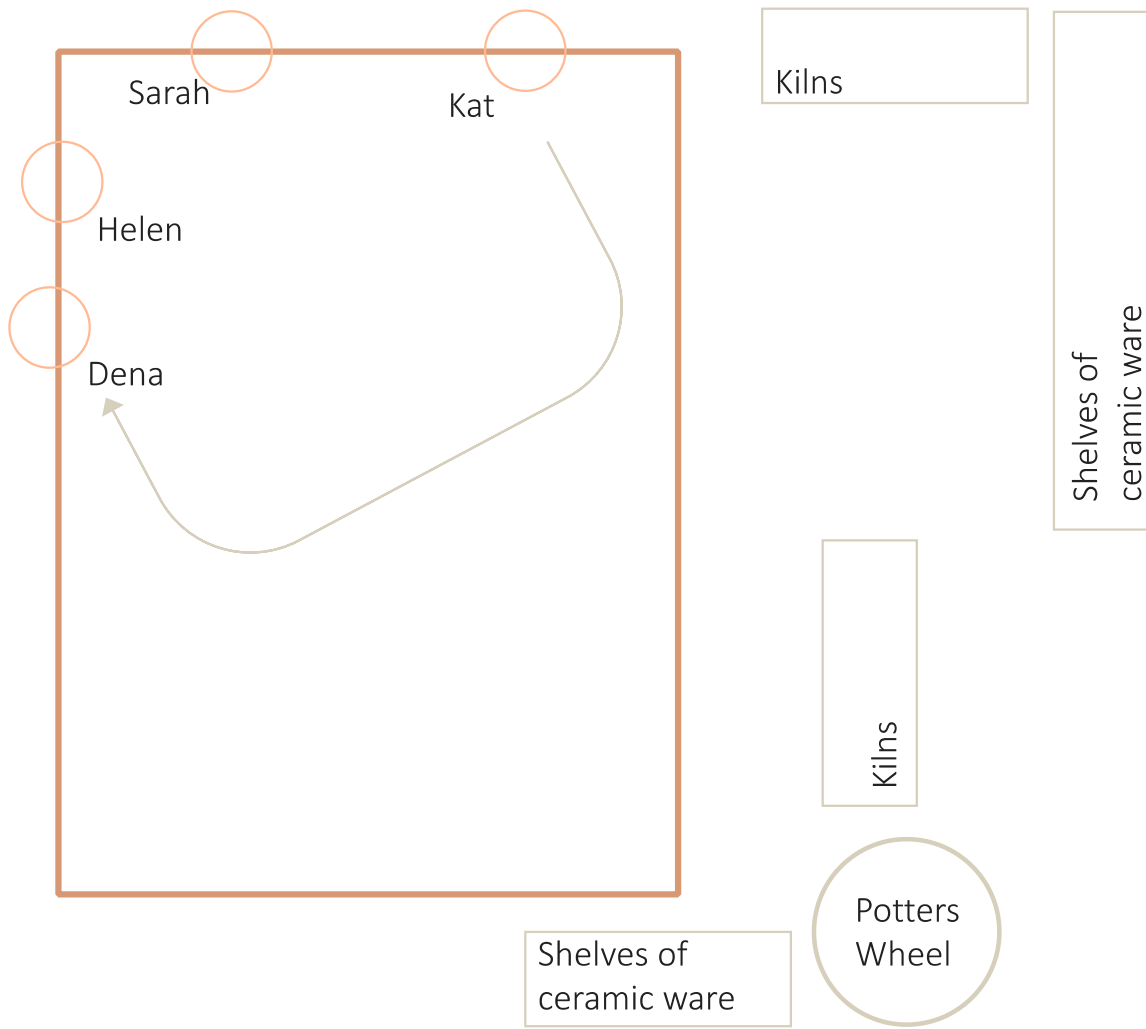 Sarah
Kat
Kilns
Helen
Dena
Shelves of
ceramic ware
Kilns
Potters
Wheel
Shelves of
ceramic ware